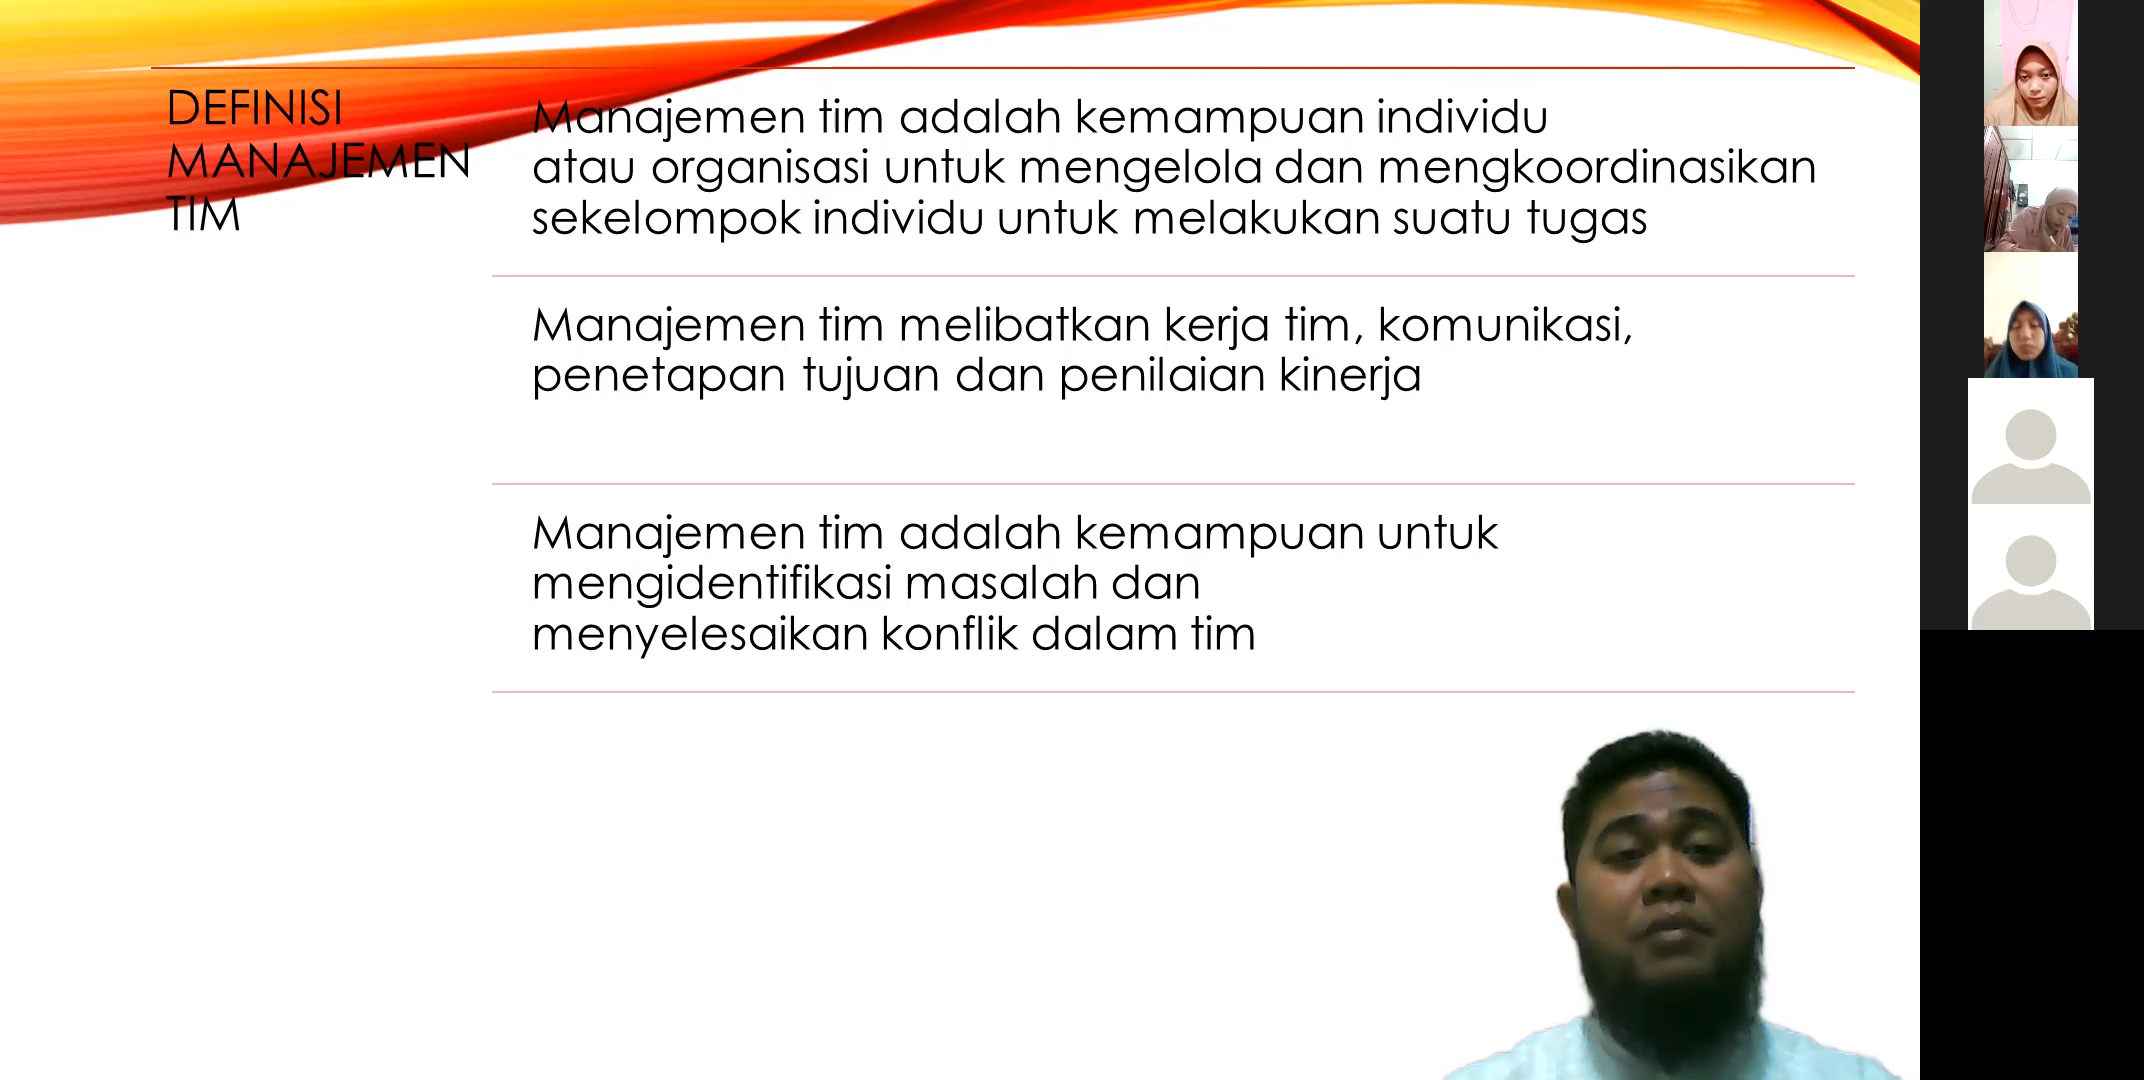 DEFINISI
MANAJEMEN
TIM
Manajemen tim adalah kemampuan individu
atau organisasi untuk mengelola dan mengkoordinasikan
sekelompok individu untuk melakukan suatu tugas
Manajemen tim melibatkan kerja tim, komunikasi,
penetapan tujuan dan penilaian kinerja
Manajemen tim adalah kemampuan untuk
mengidentifikasi masalah dan
menyelesaikan konflik dalam tim